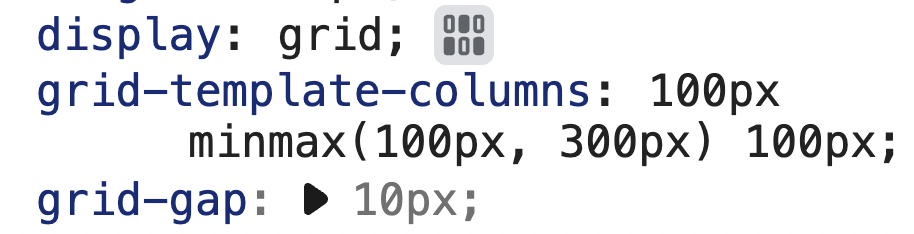 display: grid;
grid-template-columns: 100px
minmax(100px, 300px) 100px;
grid-gap: 10px;